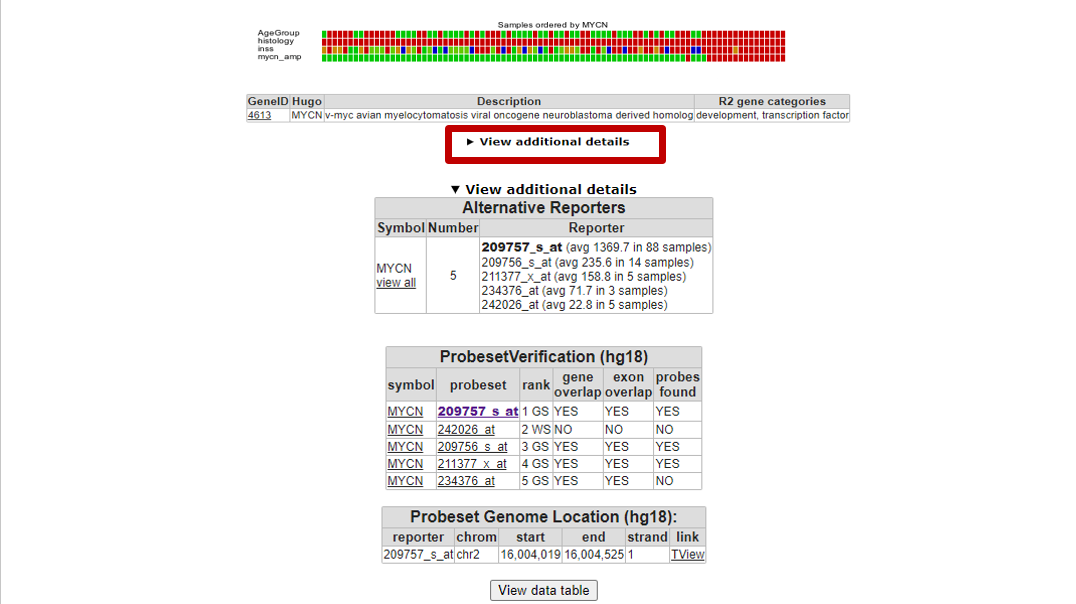 Samples ordered by MYCN
AgeGroup
histology
inss
mycn_amp
GeneID Hugo Description R2 gene categories
4613 MYCN v-myc avian myelocytomatosis viral oncogene neuroblastoma derived homolog development, transcription factor
► View additional details
▼ View additional details
Alternative Reporters
Symbol Number Reporter
MYCN
view all
5
209757_s_at (avg 1369.7 in 88 samples)
209756_s_at (avg 235.6 in 14 samples)
211377_x_at (avg 158.8 in 5 samples)
234376_at (avg 71.7 in 3 samples)
242026_at (avg 22.8 in 5 samples)
ProbesetVerification (hg18)
symbol probeset rank gene overlap exon overlap probes found
MYCN 209757_s_at 1 GS YES YES YES
MYCN 242026_at 2 WS NO NO NO
MYCN 209756_s_at 3 GS YES YES YES
MYCN 211377_x_at 4 GS YES YES YES
MYCN 234376_at 5 GS YES YES NO
Probeset Genome Location (hg18):
reporter chrom start end strand link
209757_s_at chr2 16,004,019 16,004,525 1 TView
View data table